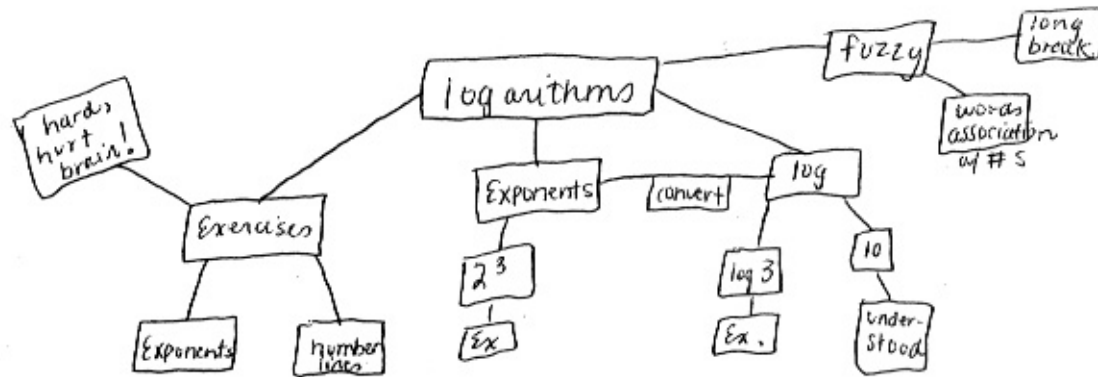 long
break.
fuzzy
logarithms
words
association
w/ #s
hard,
hurt
brain!
Exponents
convert
log
Exercises
2³
log 3
10
Exponents
number
lines
Ex
Ex.
under-
stood